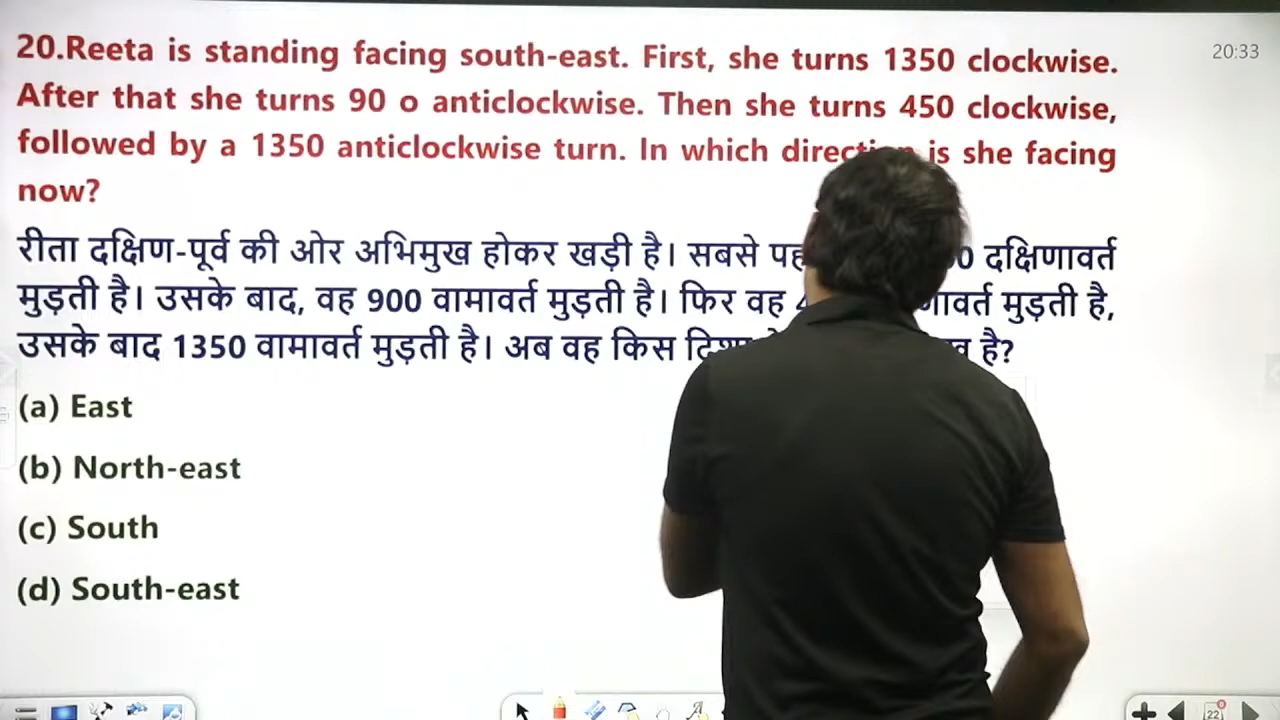 20.Reeta is standing facing south-east. First, she turns 1350 clockwise.
20:33
After that she turns 90 o anticlockwise. Then she turns 450 clockwise,
followed by a 1350 anticlockwise turn. In which is she facing
now?
रीता दक्षिण-पूर्व की ओर अभिमुख होकर खड़ी है। सबसे दक्षिणावर्त
मुड़ती है। उसके बाद, वह 900 वामावर्त मुड़ती है। फिर वह मुड़ती है,
उसके बाद 1350 वामावर्त मुड़ती है। अब वह किस है?
(a) East
(b) North-east
(c) South
(d) South-east
22